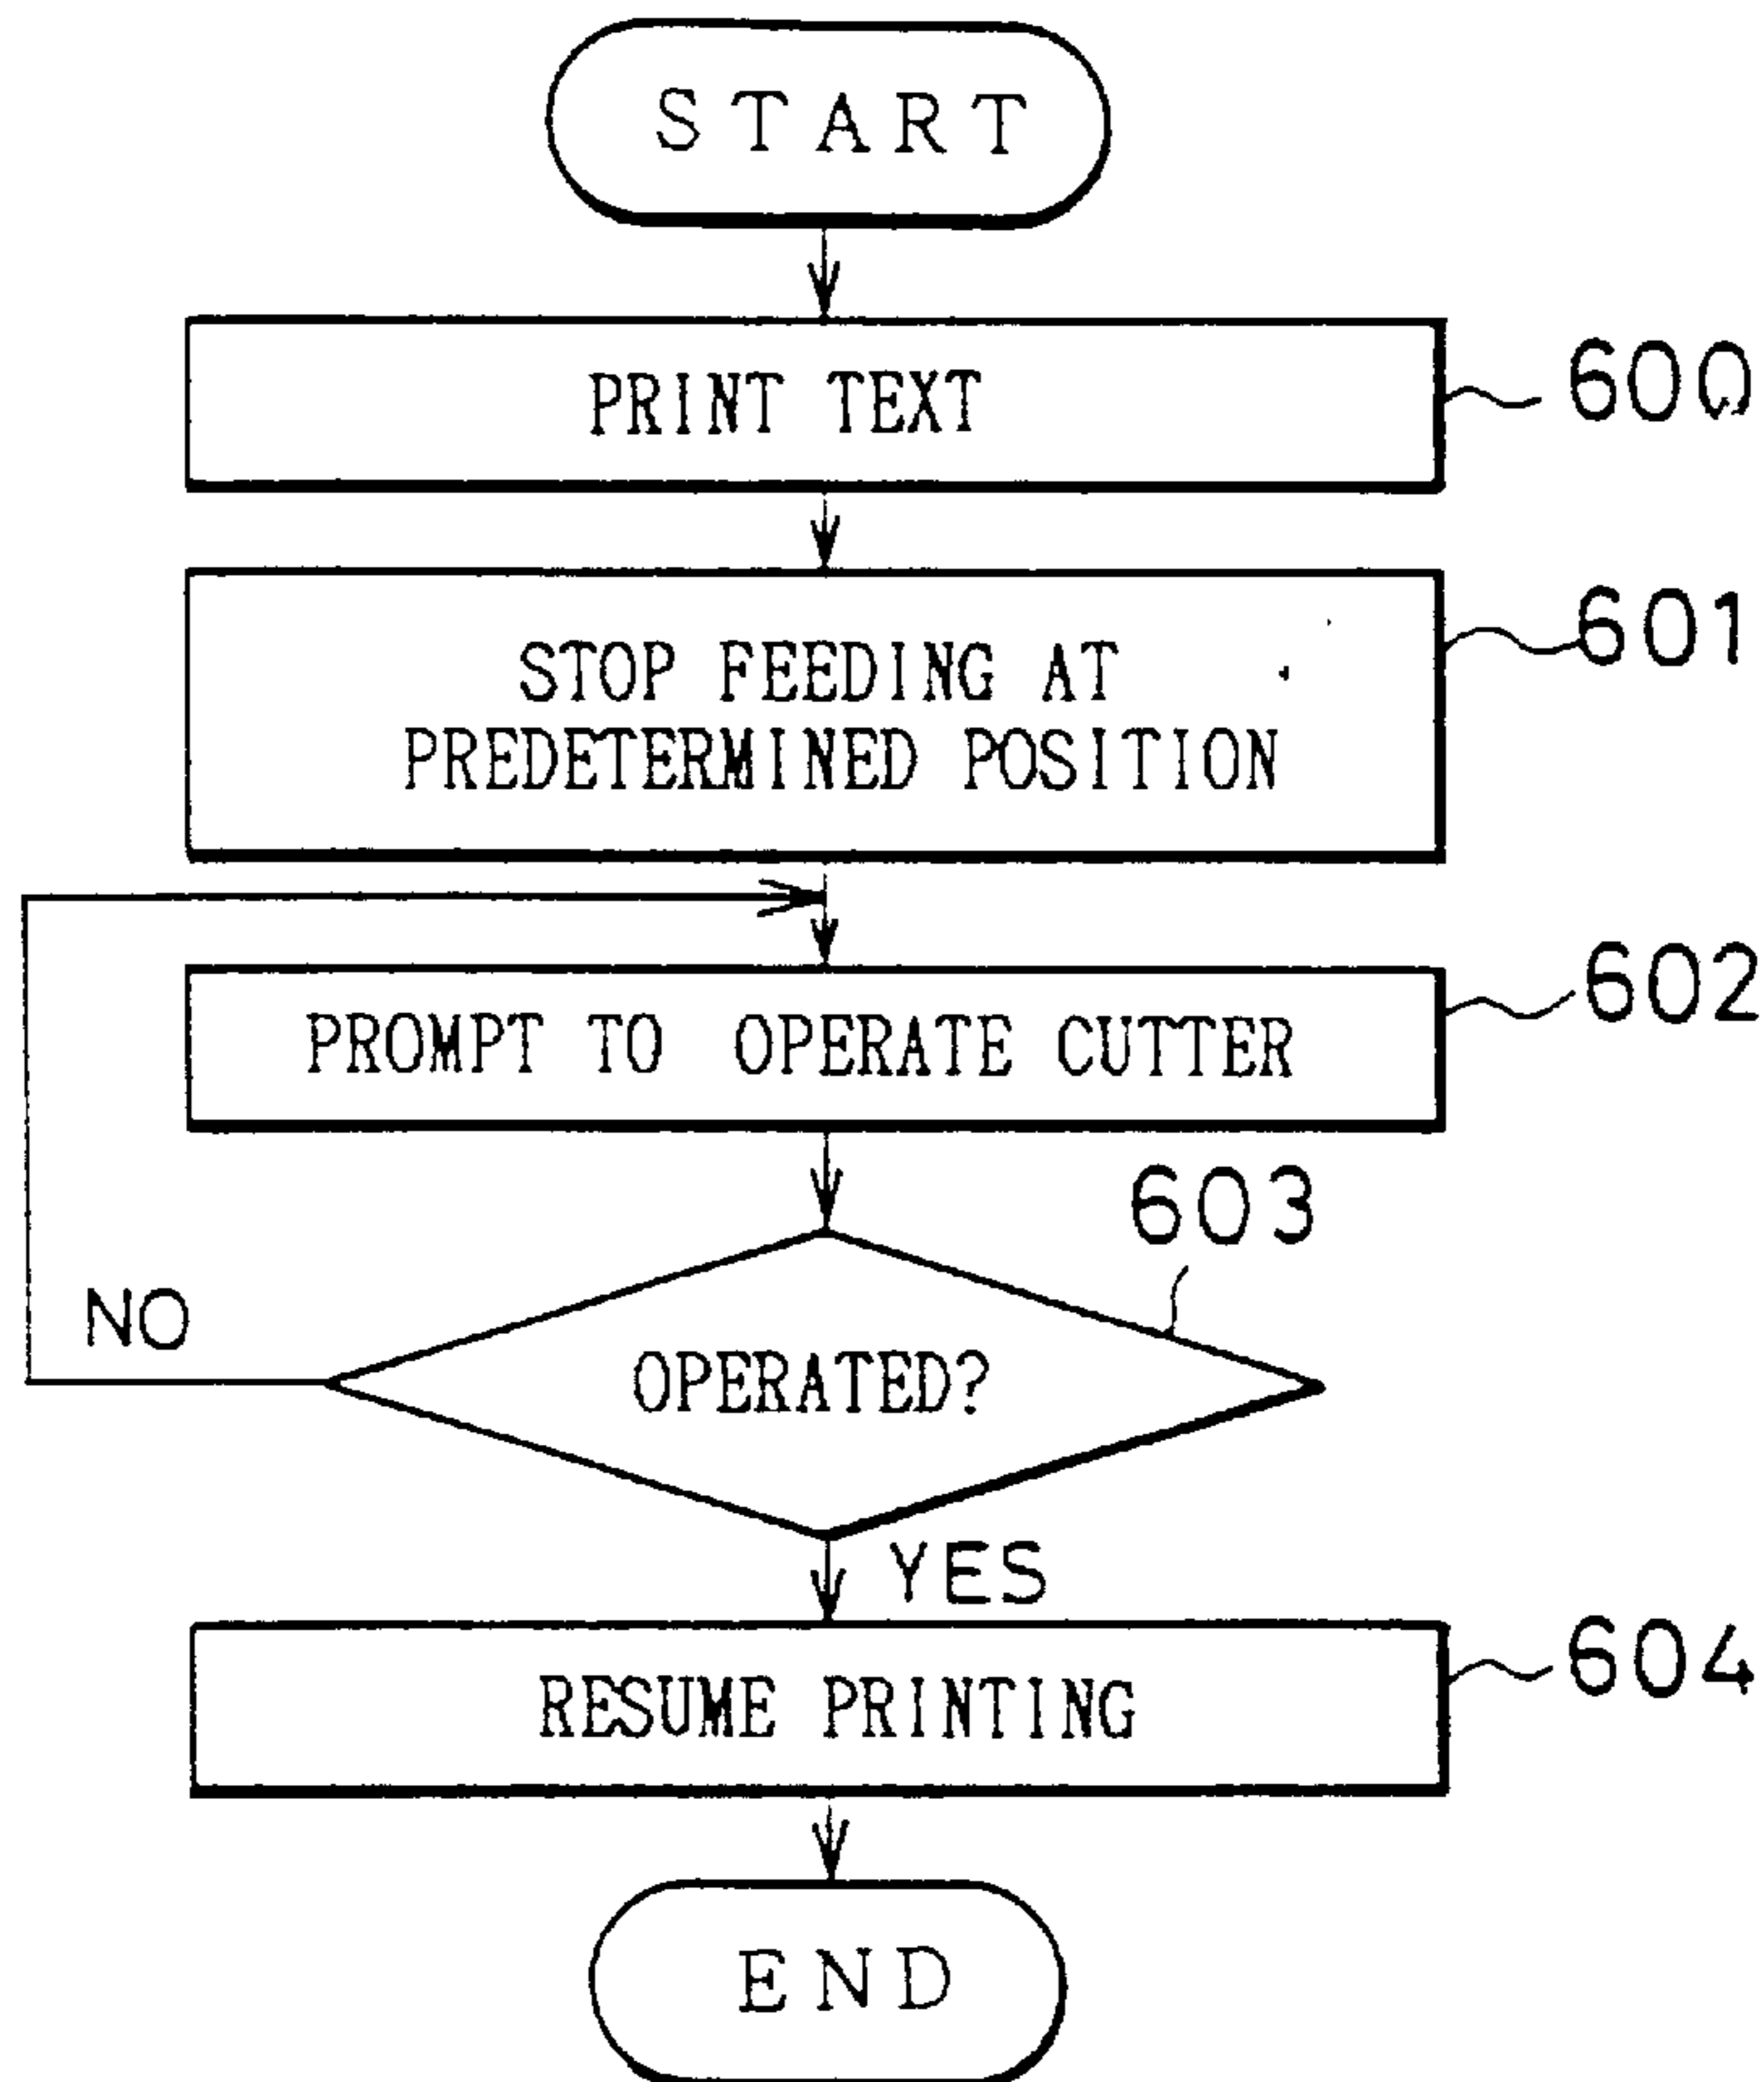 START
PRINT TEXT
600
STOP FEEDING AT
PREDETERMINED POSITION
601
PROMPT TO OPERATE CUTTER
602
603
OPERATED?
NO
YES
RESUME PRINTING
604
END